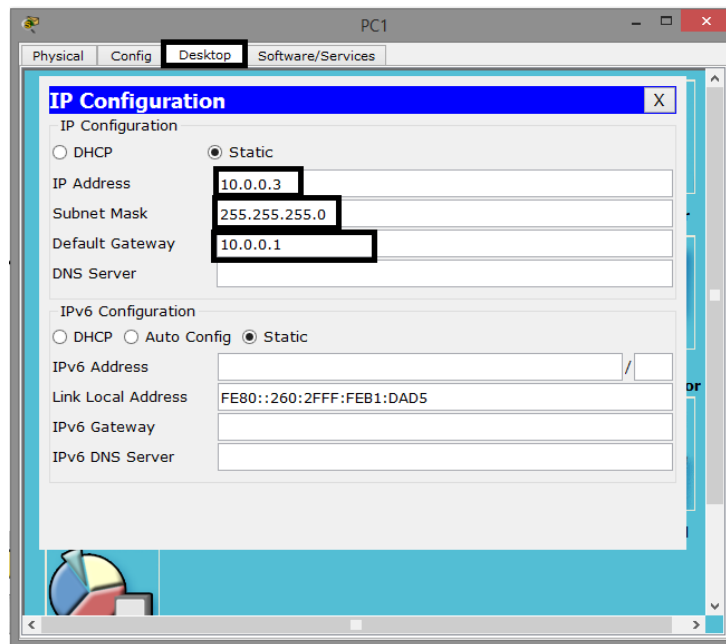 PC1
Physical Config Desktop Software/Services
IP Configuration X
IP Configuration
DHCP Static
IP Address 10.0.0.3
Subnet Mask 255.255.255.0
Default Gateway 10.0.0.1
DNS Server
IPv6 Configuration
DHCP Auto Config Static
IPv6 Address /
Link Local Address FE80::260:2FFF:FEB1:DAD5
IPv6 Gateway
IPv6 DNS Server
or